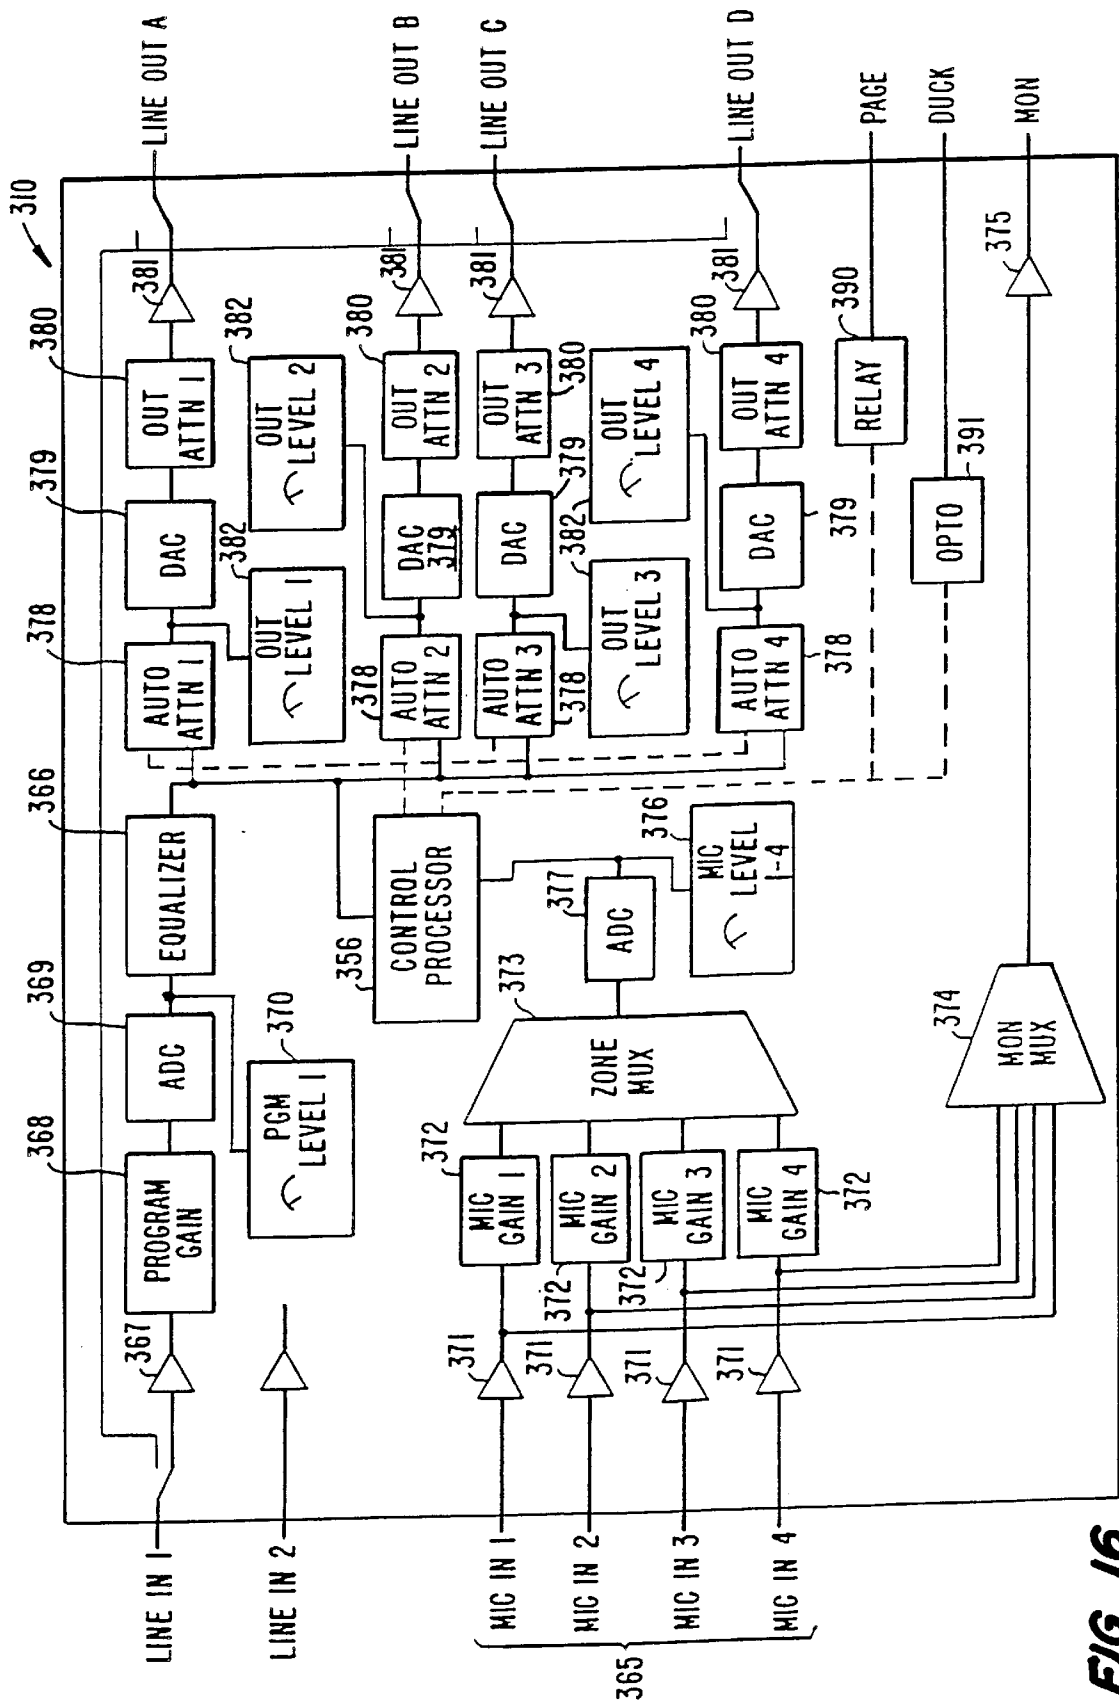 310
LINE IN 1
367
368
PROGRAM
GAIN
369
ADC
366
EQUALIZER
378
AUTO
ATTN 1
379
DAC
380
OUT
ATTN 1
381
LINE OUT A
370
PGM
LEVEL 1
382
OUT
LEVEL 1
382
OUT
LEVEL 2
LINE IN 2
356
CONTROL
PROCESSOR
378
AUTO
ATTN 2
DAC
379
380
OUT
ATTN 2
381
LINE OUT B
AUTO
ATTN 3
378
DAC
379
OUT
ATTN 3
380
381
LINE OUT C
382
OUT
LEVEL 3
382
OUT
LEVEL 4
AUTO
ATTN 4
378
DAC
379
OUT
ATTN 4
380
381
LINE OUT D
365
MIC IN 1
371
372
MIC
GAIN 1
MIC IN 2
371
372
MIC
GAIN 2
MIC IN 3
371
372
MIC
GAIN 3
MIC IN 4
371
MIC
GAIN 4
372
373
ZONE
MUX
377
ADC
376
MIC
LEVEL
1-4
390
RELAY
PAGE
OPTO
391
DUCK
374
MON
MUX
375
MON
FIG. 16